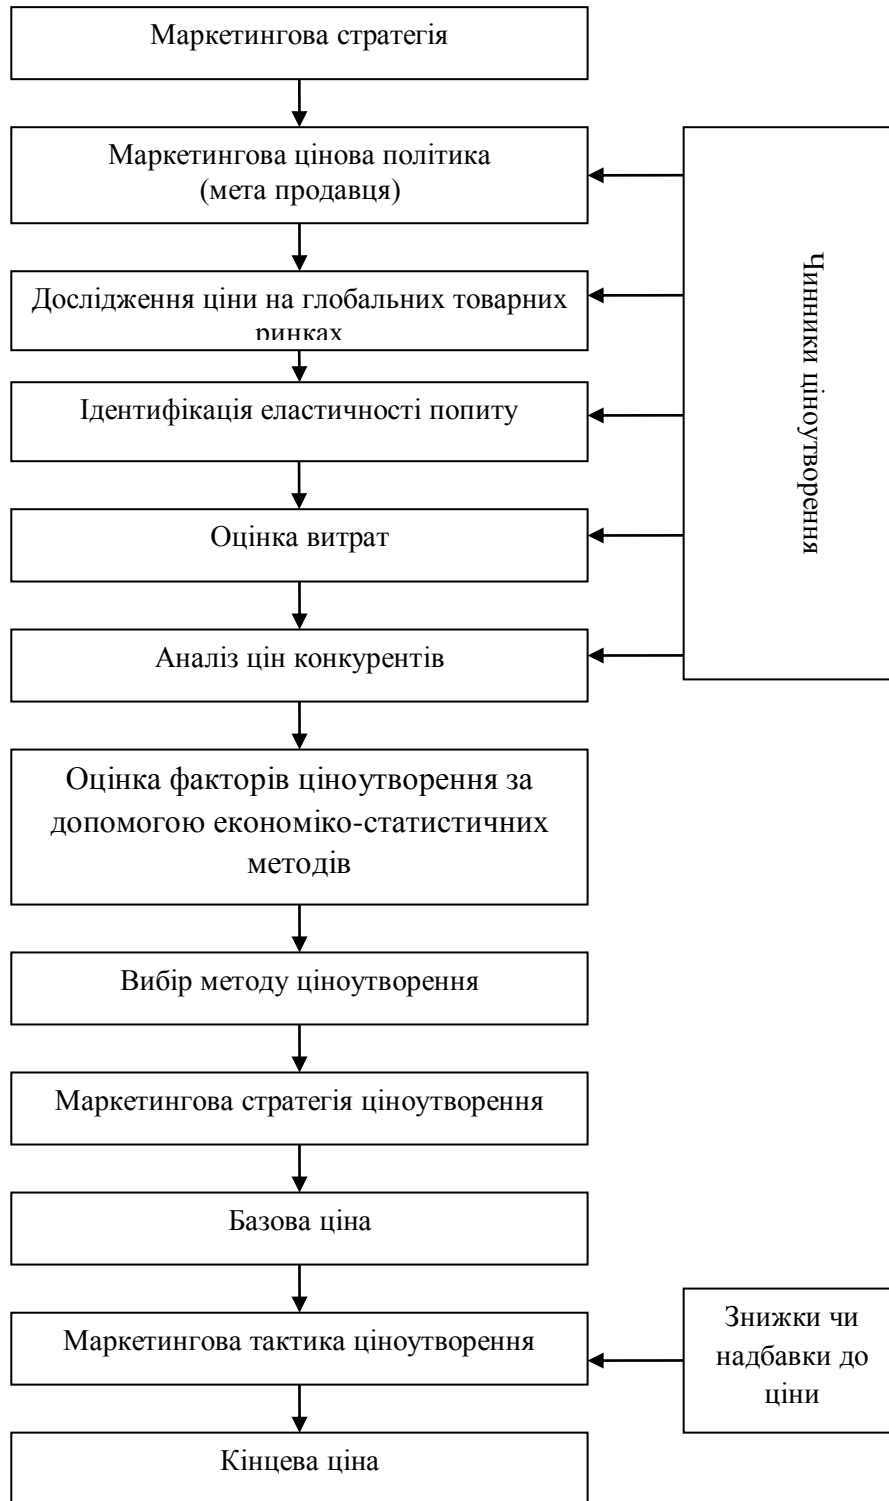 Маркетингова стратегія
Маркетингова цінова політика
(мета продавця)
Дослідження ціни на глобальних товарних
ринках
Ідентифікація еластичності попиту
Оцінка витрат
Аналіз цін конкурентів
Чинники ціноутворення
Оцінка факторів ціноутворення за
допомогою економіко-статистичних
методів
Вибір методу ціноутворення
Маркетингова стратегія ціноутворення
Базова ціна
Маркетингова тактика ціноутворення
Знижки чи
надбавки до
ціни
Кінцева ціна